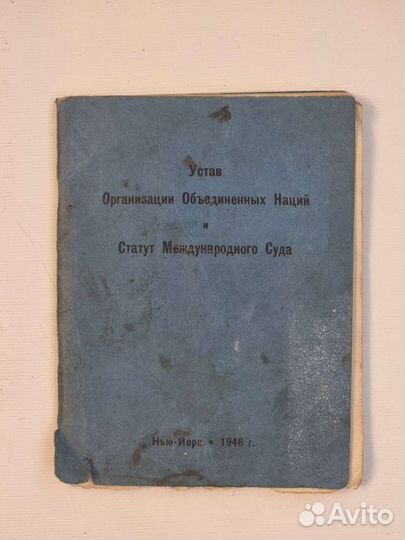 Устав
Организации Объединенных Наций
и
Статут Международного Суда
Нью-Йорк • 1946 г.
Avito